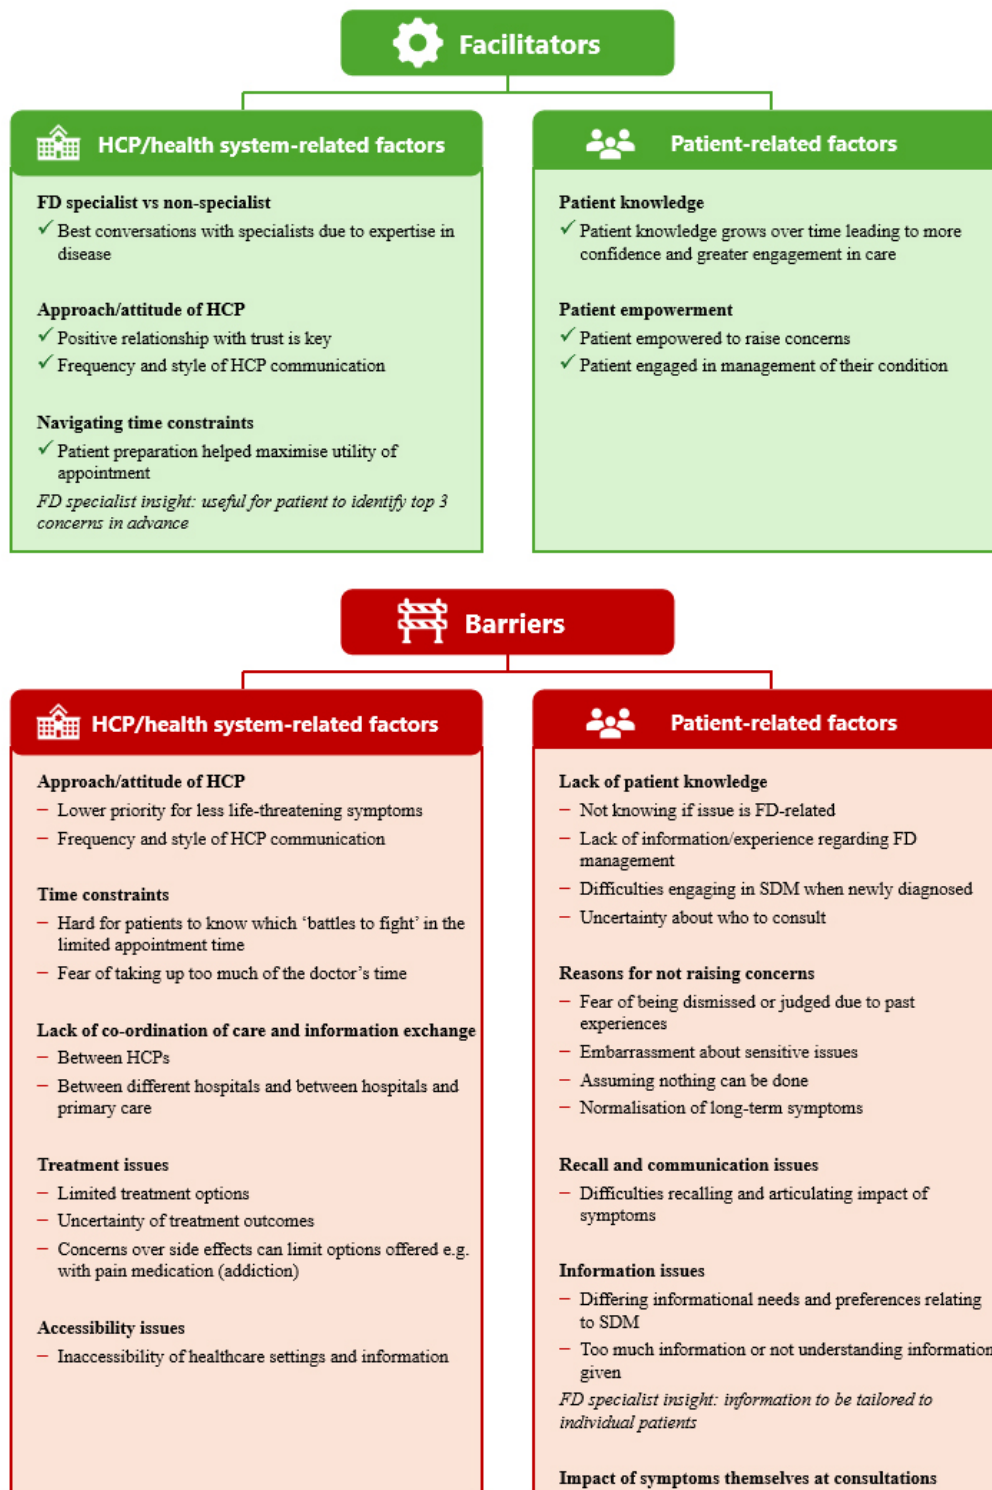 Facilitators
HCP/health system-related factors
FD specialist vs non-specialist
✓ Best conversations with specialists due to expertise in
disease
Approach/attitude of HCP
✓ Positive relationship with trust is key
✓ Frequency and style of HCP communication
Navigating time constraints
✓ Patient preparation helped maximise utility of
appointment
FD specialist insight: useful for patient to identify top 3
concerns in advance
Patient-related factors
Patient knowledge
✓ Patient knowledge grows over time leading to more
confidence and greater engagement in care
Patient empowerment
✓ Patient empowered to raise concerns
✓ Patient engaged in management of their condition
Barriers
HCP/health system-related factors
Approach/attitude of HCP
– Lower priority for less life-threatening symptoms
– Frequency and style of HCP communication
Time constraints
– Hard for patients to know which ‘battles to fight’ in the
limited appointment time
– Fear of taking up too much of the doctor’s time
Lack of co-ordination of care and information exchange
– Between HCPs
– Between different hospitals and between hospitals and
primary care
Treatment issues
– Limited treatment options
– Uncertainty of treatment outcomes
– Concerns over side effects can limit options offered e.g.
with pain medication (addiction)
Accessibility issues
– Inaccessibility of healthcare settings and information
Patient-related factors
Lack of patient knowledge
– Not knowing if issue is FD-related
– Lack of information/experience regarding FD
management
– Difficulties engaging in SDM when newly diagnosed
– Uncertainty about who to consult
Reasons for not raising concerns
– Fear of being dismissed or judged due to past
experiences
– Embarrassment about sensitive issues
– Assuming nothing can be done
– Normalisation of long-term symptoms
Recall and communication issues
– Difficulties recalling and articulating impact of
symptoms
Information issues
– Differing informational needs and preferences relating
to SDM
– Too much information or not understanding information
given
FD specialist insight: information to be tailored to
individual patients
Impact of symptoms themselves at consultations